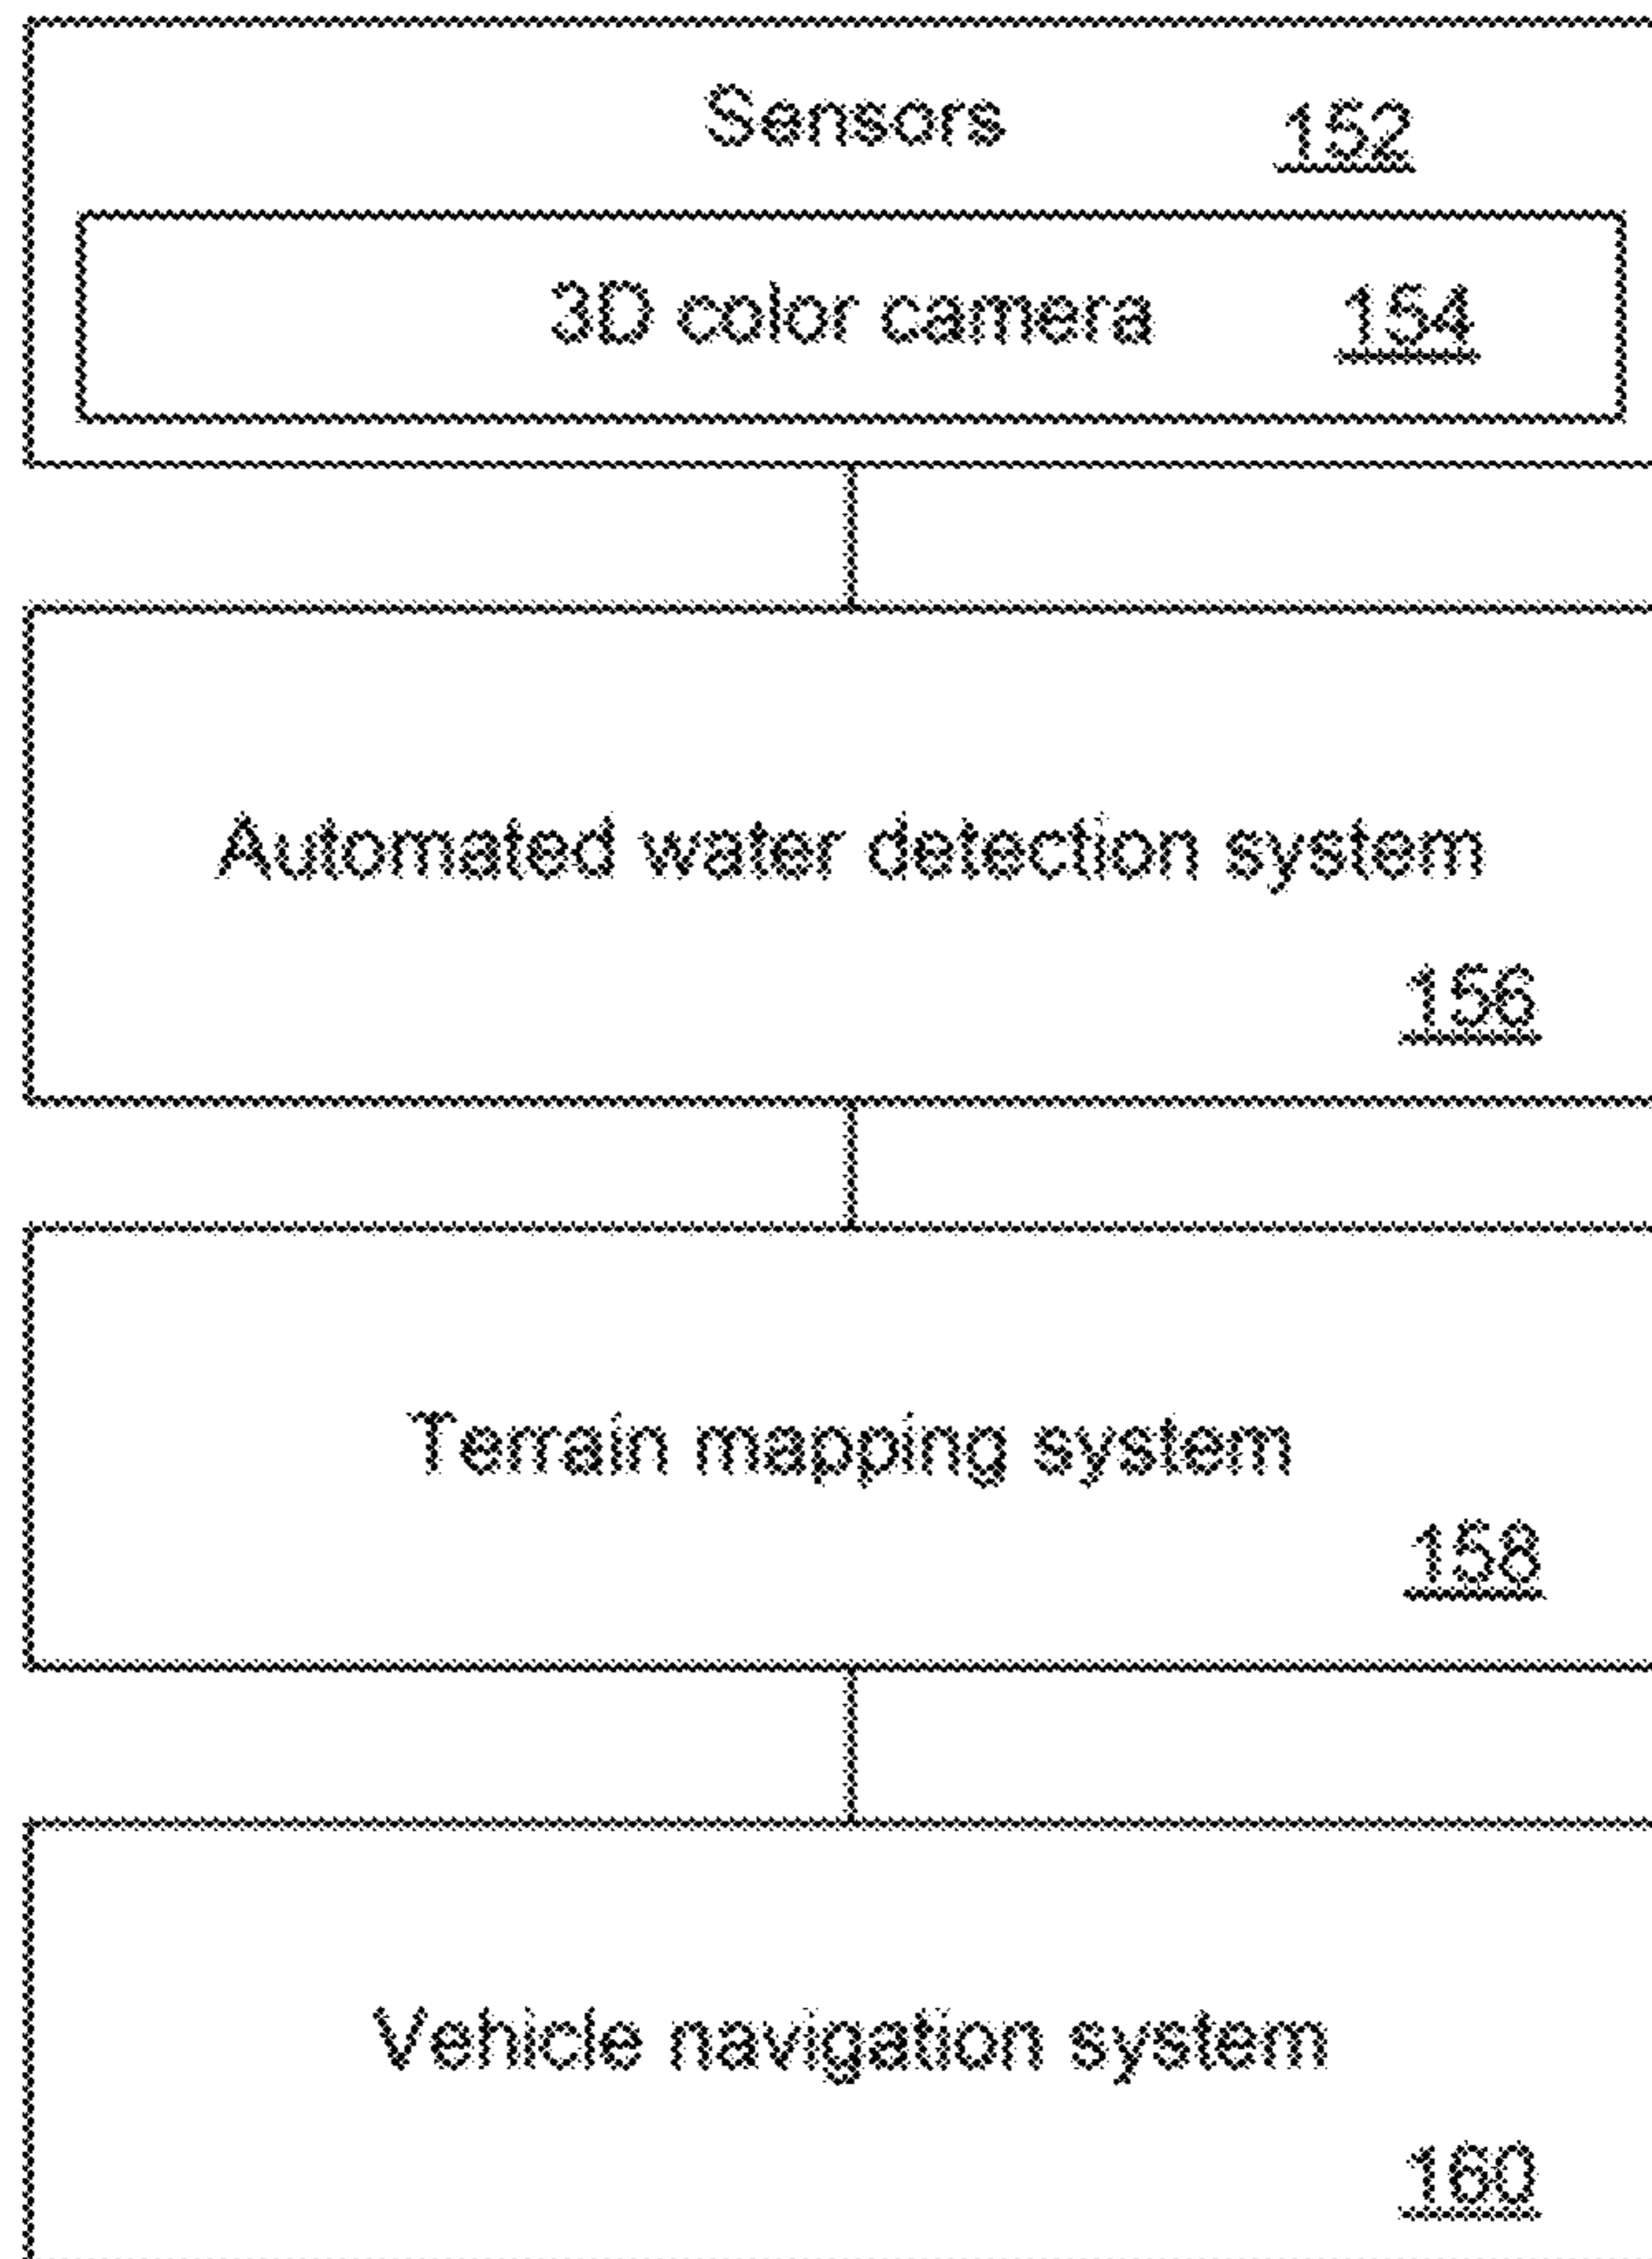 Sensors 152
3D color camera 154
Automated water detection system
156
Terrain mapping system
158
Vehicle navigation system
160